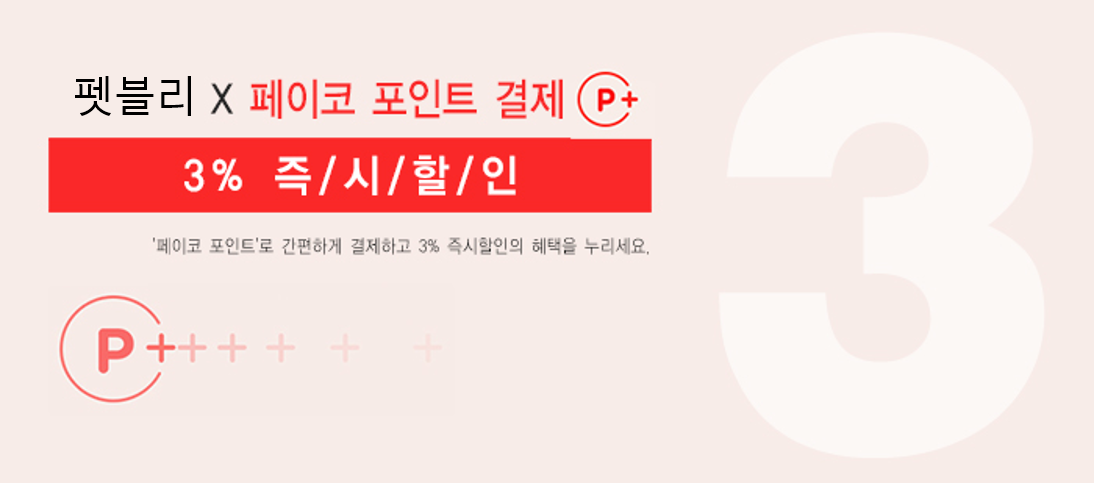 펫블리 X 페이코 포인트 결제 P+
3% 즉/시/할/인
'페이코 포인트'로 간편하게 결제하고 3% 즉시할인의 혜택을 누리세요.
P++++++
3